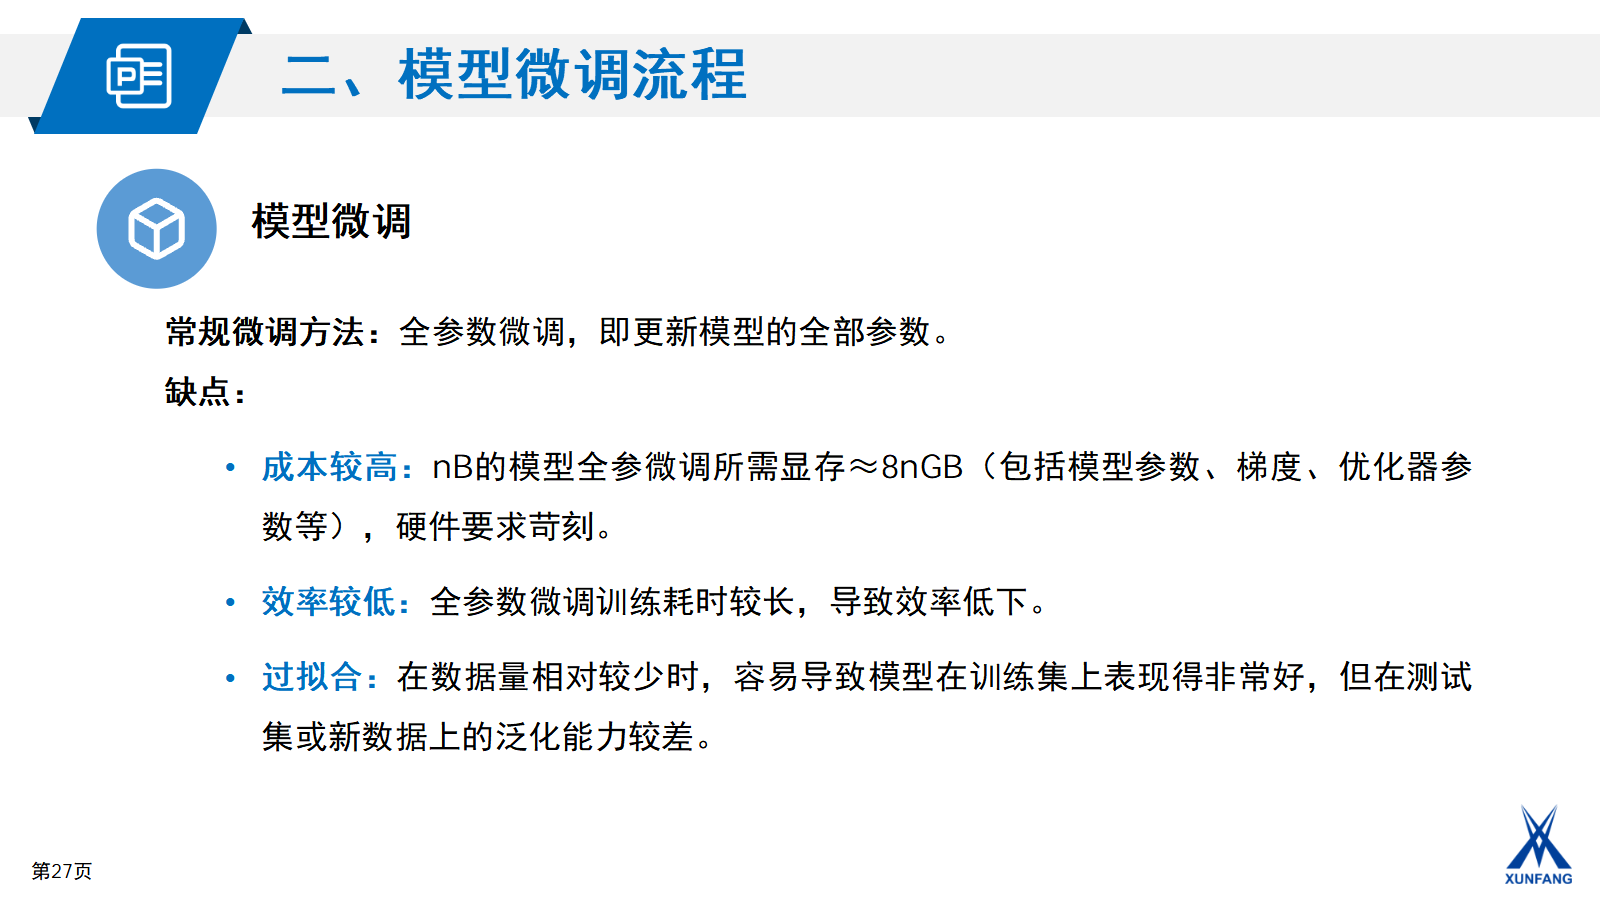 二、模型微调流程
模型微调
常规微调方法：全参数微调，即更新模型的全部参数。
缺点：
• 成本较高：nB的模型全参微调所需显存≈8nGB（包括模型参数、梯度、优化器参
数等），硬件要求苛刻。
• 效率较低：全参数微调训练耗时较长，导致效率低下。
• 过拟合：在数据量相对较少时，容易导致模型在训练集上表现得非常好，但在测试
集或新数据上的泛化能力较差。
第27页
XUNFANG